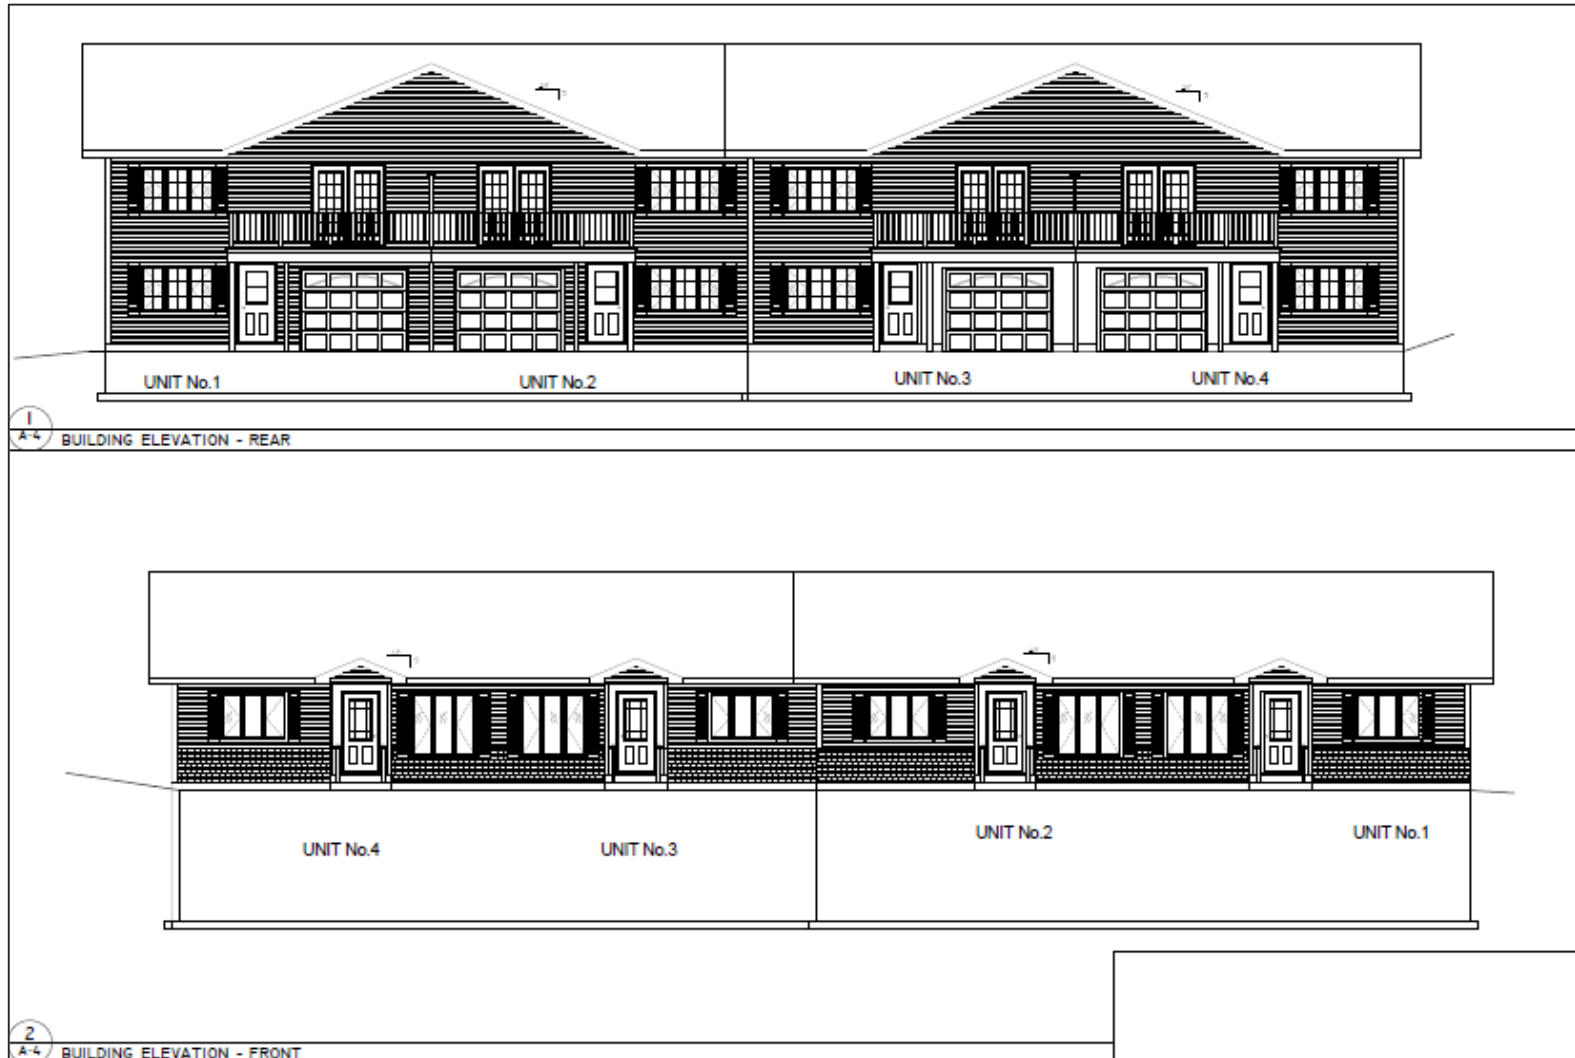 UNIT No.1
UNIT No.2
UNIT No.3
UNIT No.4
1
A-4
BUILDING ELEVATION - REAR
UNIT No.4
UNIT No.3
UNIT No.2
UNIT No.1
2
A-4
BUILDING ELEVATION - FRONT